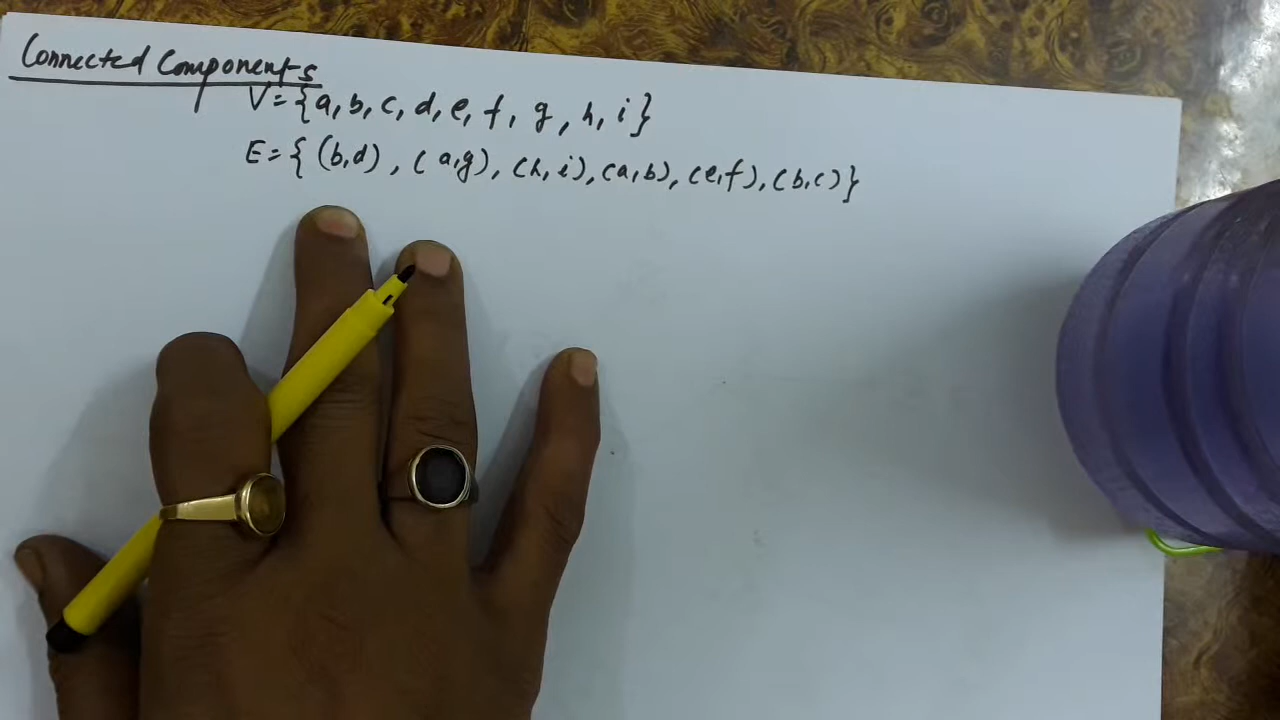 Connected Components
V={a, b, c, d, e, f, g, h, i}
E={ (b,d) , ( a,g), (h, i), (a,b), (e,f), (b,c)}